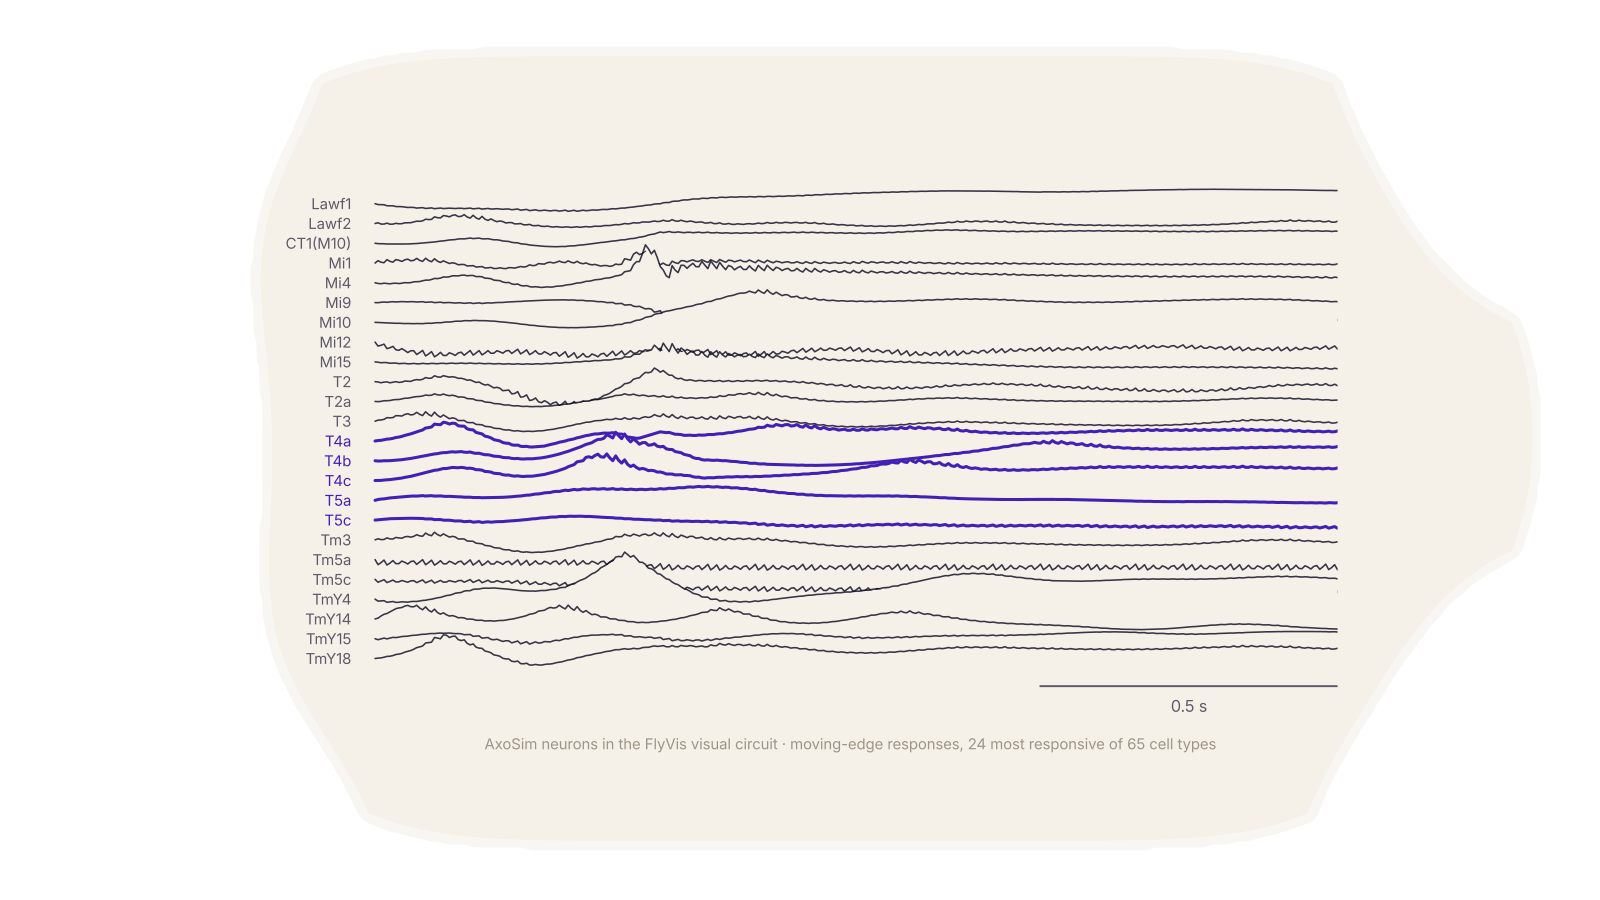 Lawf1
Lawf2
CT1(M10)
Mi1
Mi4
Mi9
Mi10
Mi12
Mi15
T2
T2a
T3
T4a
T4b
T4c
T5a
T5c
Tm3
Tm5a
Tm5c
TmY4
TmY14
TmY15
TmY18
0.5 s
AxoSim neurons in the FlyVis visual circuit · moving-edge responses, 24 most responsive of 65 cell types